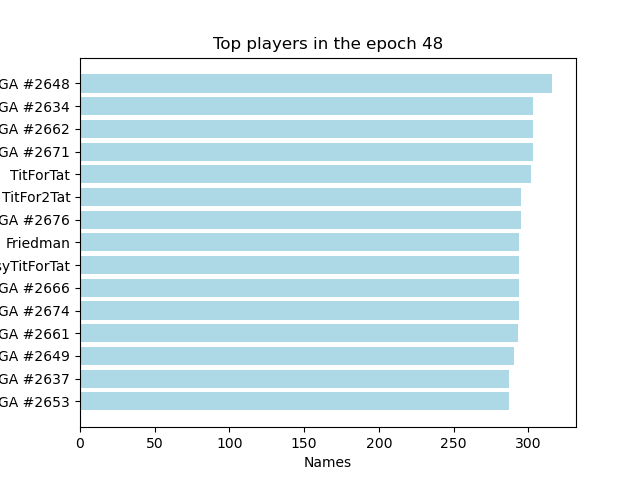 Top players in the epoch 48
GA #2648
GA #2634
GA #2662
GA #2671
TitForTat
TitFor2Tat
GA #2676
Friedman
syTitForTat
GA #2666
GA #2674
GA #2661
GA #2649
GA #2637
GA #2653
0 50 100 150 200 250 300
Names